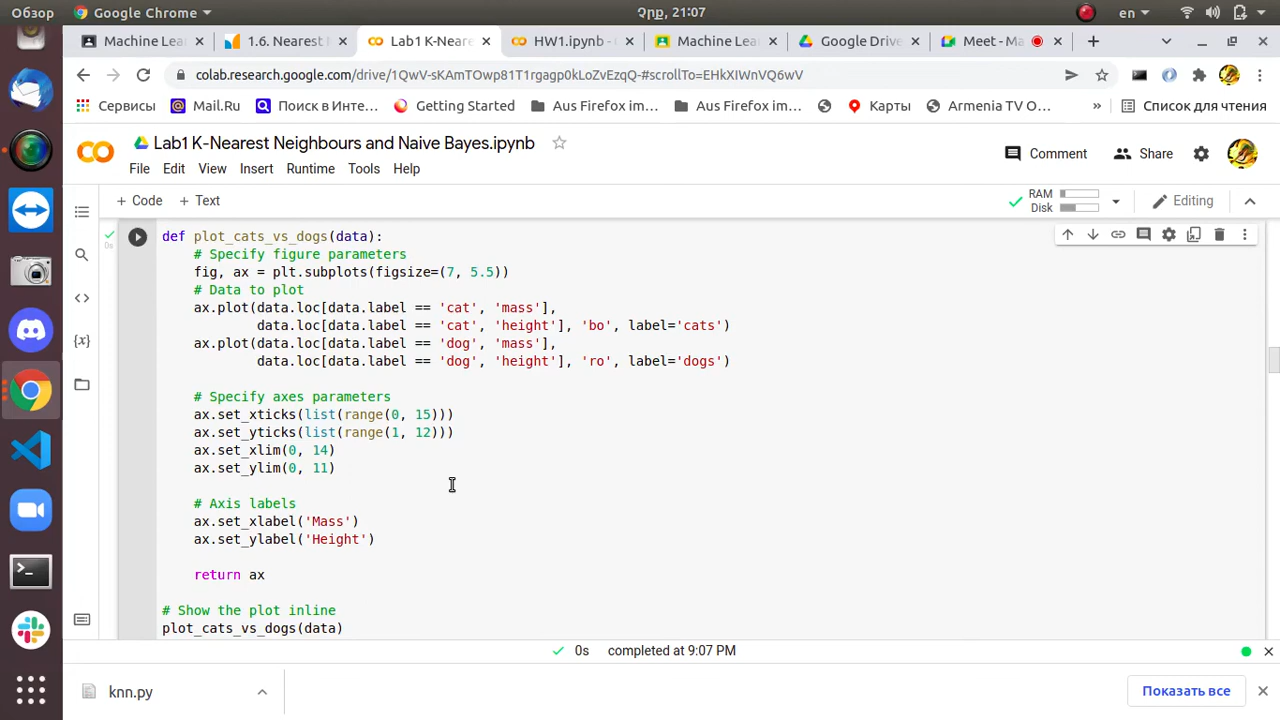 Обзор
Google Chrome
Չրք, 21:07
en
Machine Lear
1.6. Nearest N
Lab1 K-Neare
HW1.ipynb - C
Machine Lear
Google Drive
Meet - Ma
colab.research.google.com/drive/1QwV-sKAmTOwp81T1rgagp0kLoZvEzqQ-#scrollTo=EHkXIWnVQ6wV
Сервисы
Mail.Ru
Поиск в Инте…
Getting Started
Aus Firefox im…
Aus Firefox im…
Карты
Armenia TV O…
»
Список для чтения
Lab1 K-Nearest Neighbours and Naive Bayes.ipynb
File Edit View Insert Runtime Tools Help
Comment
Share
+ Code + Text
RAM
Disk
Editing
0s
def plot_cats_vs_dogs(data):
# Specify figure parameters
fig, ax = plt.subplots(figsize=(7, 5.5))
# Data to plot
ax.plot(data.loc[data.label == 'cat', 'mass'],
data.loc[data.label == 'cat', 'height'], 'bo', label='cats')
ax.plot(data.loc[data.label == 'dog', 'mass'],
data.loc[data.label == 'dog', 'height'], 'ro', label='dogs')
# Specify axes parameters
ax.set_xticks(list(range(0, 15)))
ax.set_yticks(list(range(1, 12)))
ax.set_xlim(0, 14)
ax.set_ylim(0, 11)
# Axis labels
ax.set_xlabel('Mass')
ax.set_ylabel('Height')
return ax
# Show the plot inline
plot_cats_vs_dogs(data)
0s completed at 9:07 PM
knn.py
Показать все